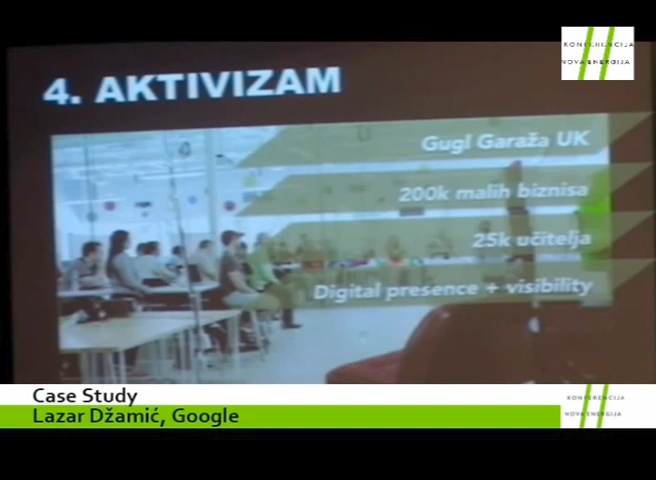 KONFERENCIJA
NOVA ENERGIJA
4. AKTIVIZAM
Gugl Garaža UK
200k malih biznisa
25k učitelja
Digital presence + visibility
Case Study
Lazar Džamić, Google
KONFERENCIJA
NOVA ENERGIJA